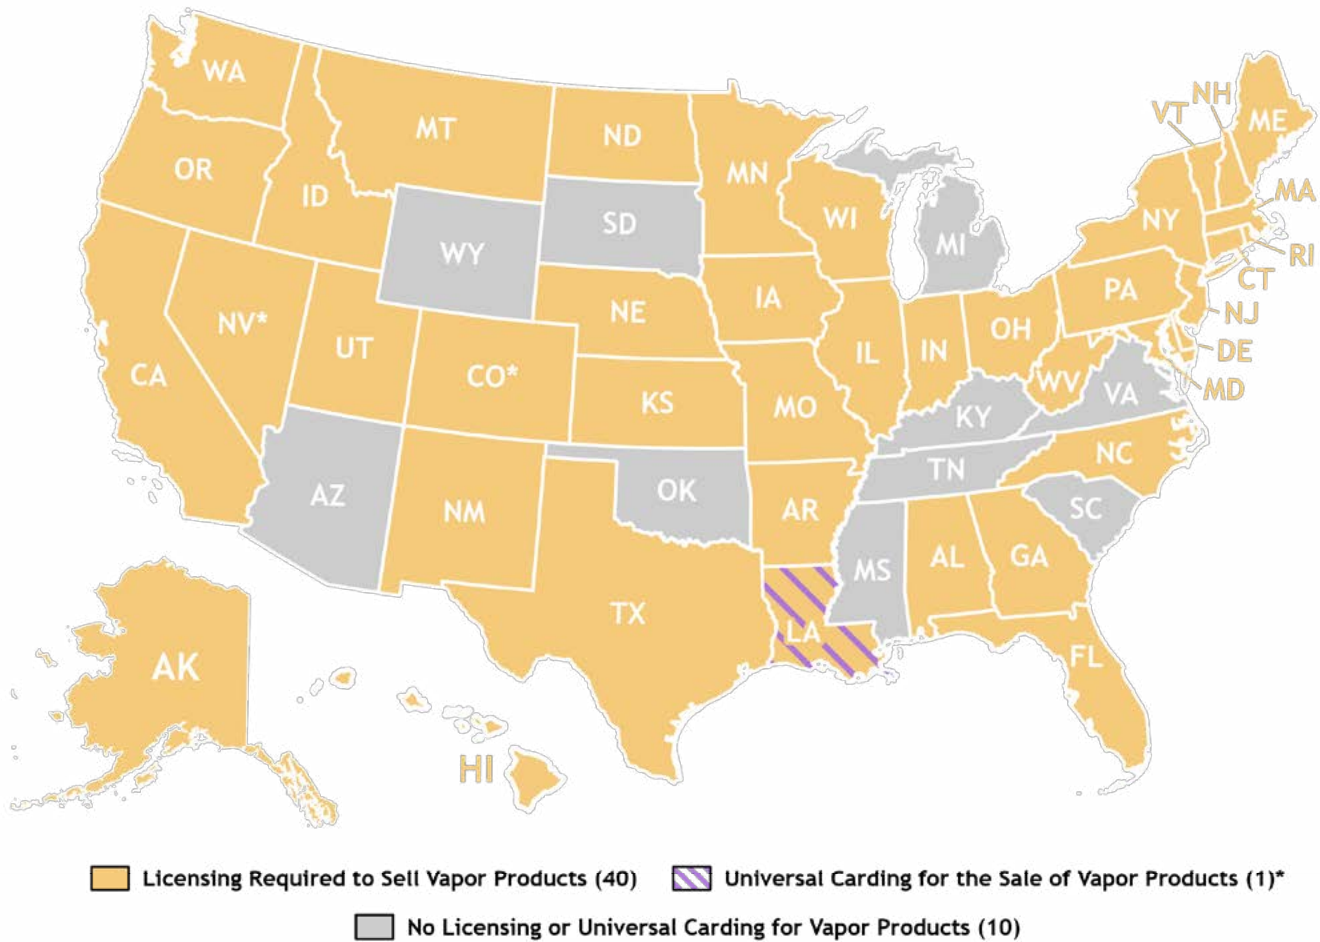 WA
MT
ND
MN
OR
ID
WY
SD
WI
MI
VT
NH
ME
MA
NY
RI
CT
PA
NJ
DE
MD
CA
NV*
UT
CO*
NE
IA
IL
IN
OH
WV
VA
KS
MO
KY
AZ
NM
OK
AR
TN
NC
SC
MS
AL
GA
TX
LA
FL
AK
HI
Licensing Required to Sell Vapor Products (40)
Universal Carding for the Sale of Vapor Products (1)*
No Licensing or Universal Carding for Vapor Products (10)